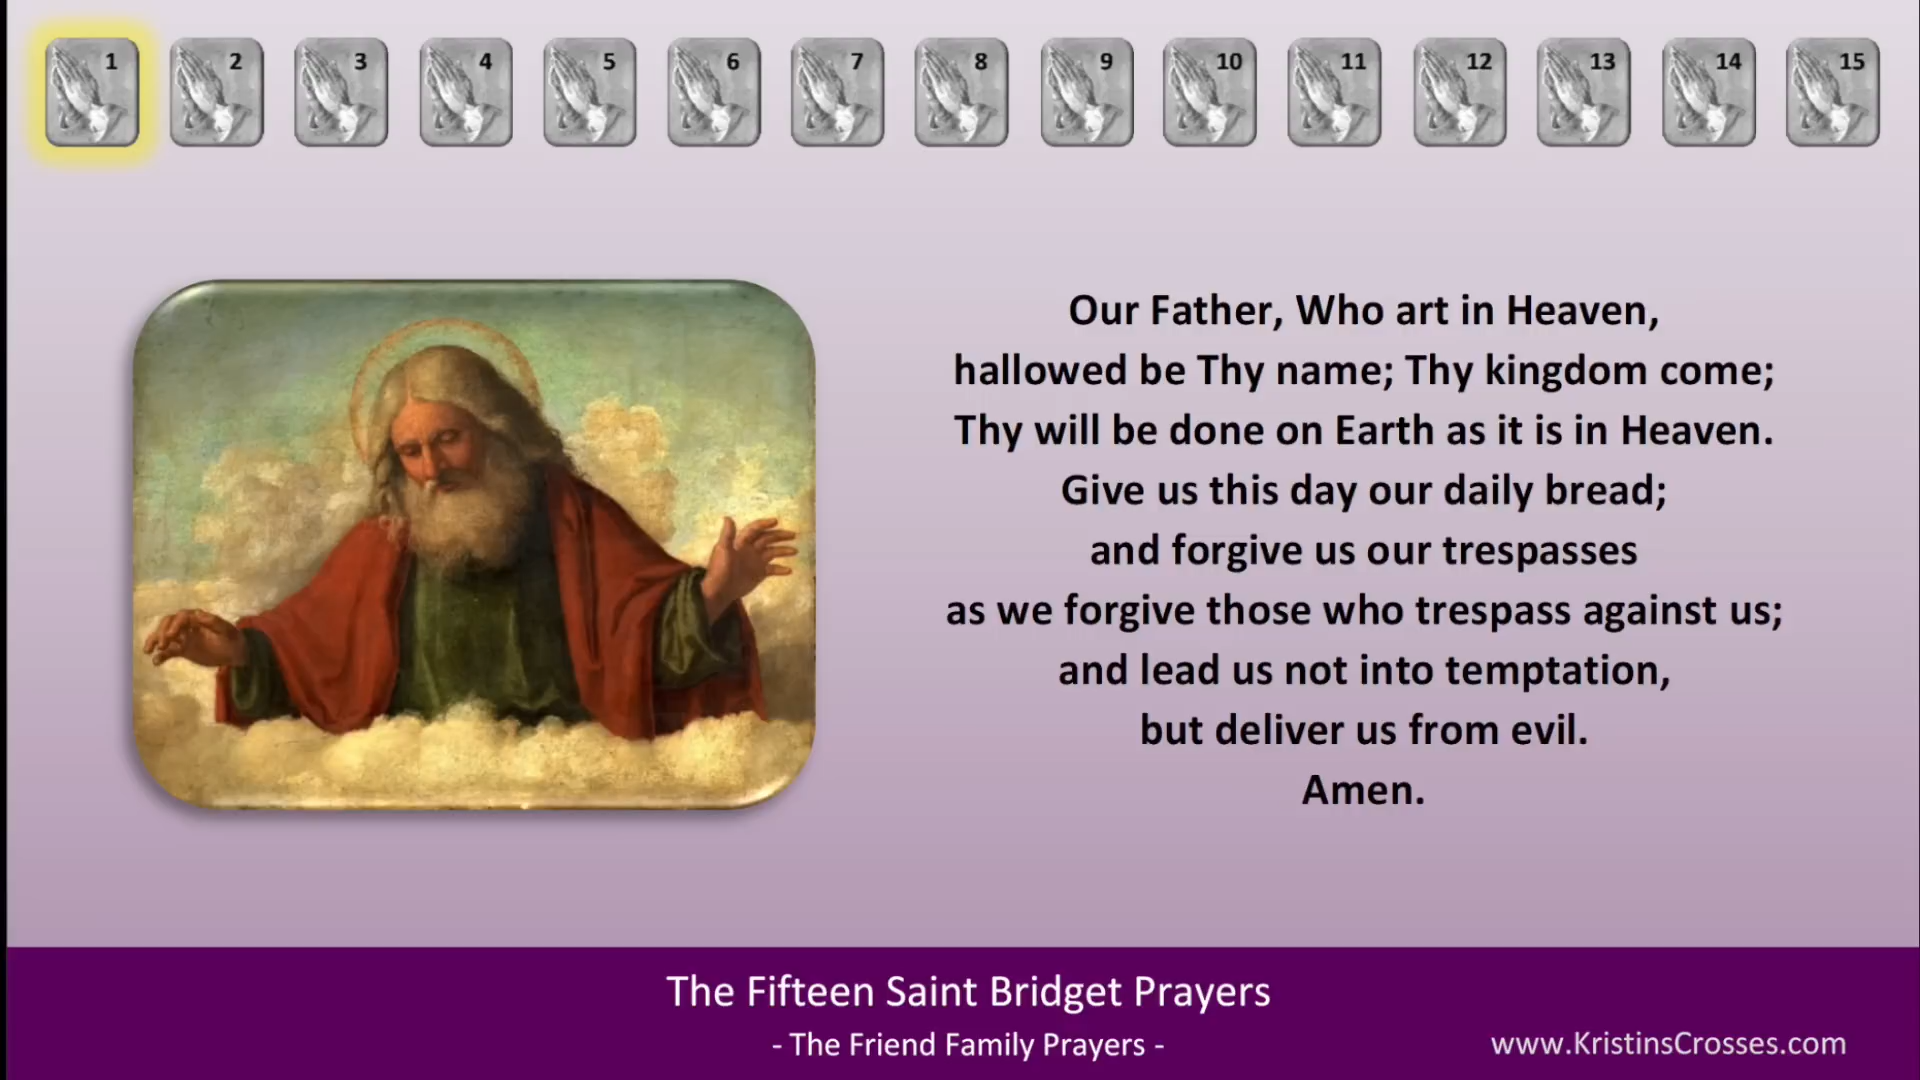 1 2 3 4 5 6 7 8 9 10 11 12 13 14 15
Our Father, Who art in Heaven,
hallowed be Thy name; Thy kingdom come;
Thy will be done on Earth as it is in Heaven.
Give us this day our daily bread;
and forgive us our trespasses
as we forgive those who trespass against us;
and lead us not into temptation,
but deliver us from evil.
Amen.
The Fifteen Saint Bridget Prayers
- The Friend Family Prayers -
www.KristinsCrosses.com